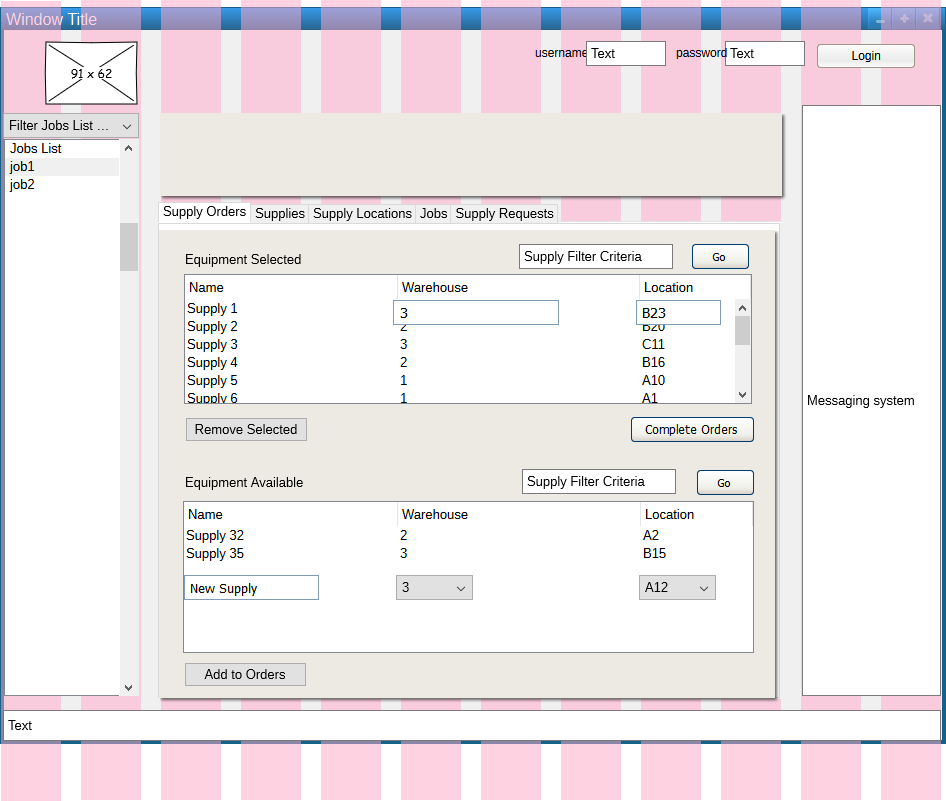 Window Title
91 x 62
username Text password Text Login
Filter Jobs List ...
Jobs List
job1
job2
Supply Orders Supplies Supply Locations Jobs Supply Requests
Equipment Selected Supply Filter Criteria Go
Name Warehouse Location
Supply 1 3 B23
Supply 2 2 B20
Supply 3 3 C11
Supply 4 2 B16
Supply 5 1 A10
Supply 6 1 A1
Messaging system
Remove Selected Complete Orders
Equipment Available Supply Filter Criteria Go
Name Warehouse Location
Supply 32 2 A2
Supply 35 3 B15
New Supply 3 A12
Add to Orders
Text